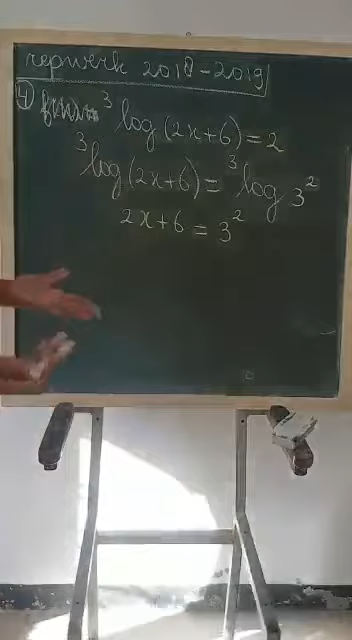 repwerk 2018-2019
④ ³log(2x+6)=2
³log(2x+6)=³log 3²
2x+6=3²